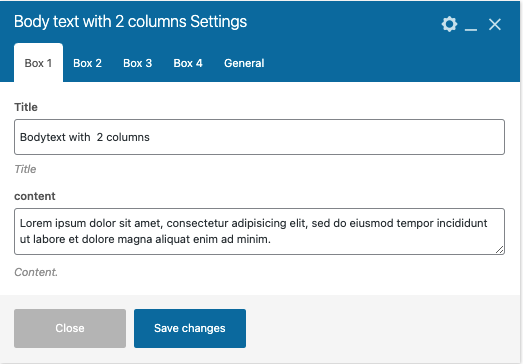 Body text with 2 columns Settings
Box 1 Box 2 Box 3 Box 4 General
Title
Bodytext with  2 columns
Title
content
Lorem ipsum dolor sit amet, consectetur adipisicing elit, sed do eiusmod tempor incididunt
ut labore et dolore magna aliquat enim ad minim.
Content.
Close Save changes